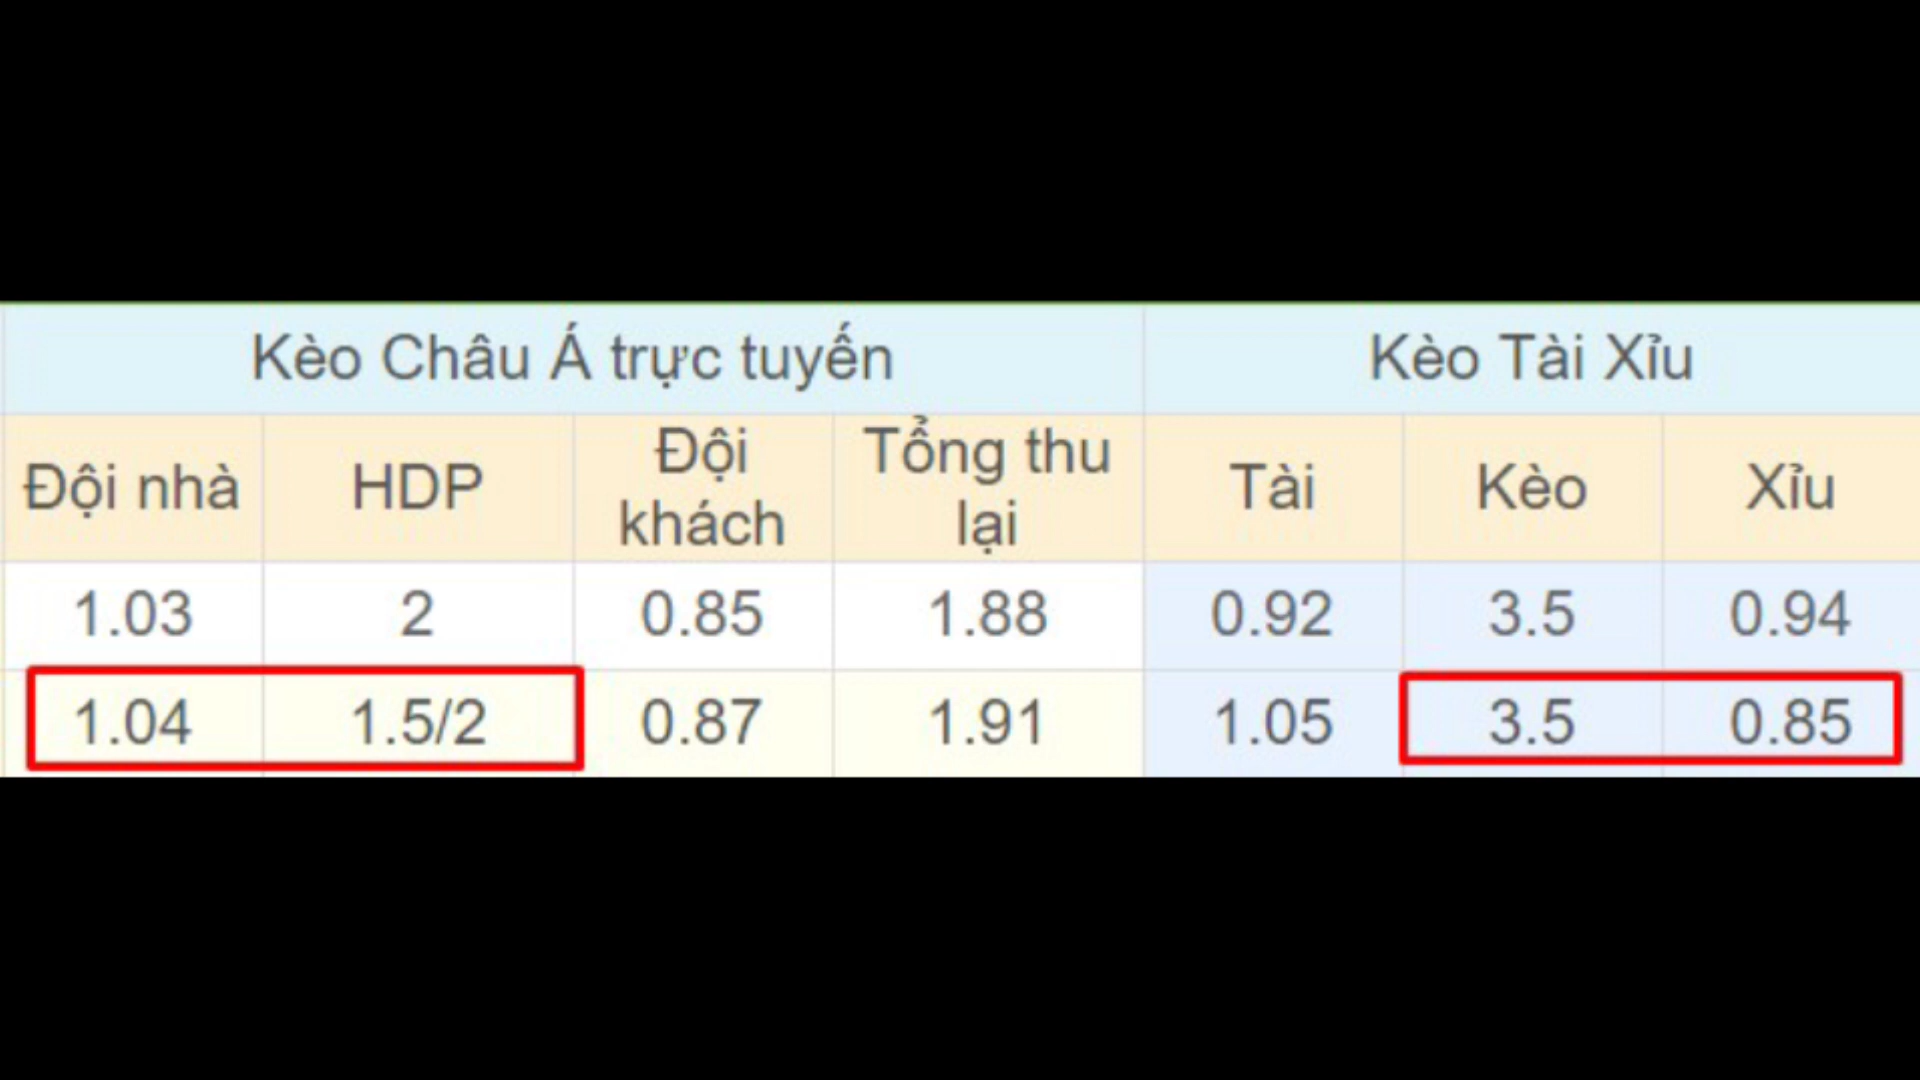 Kèo Châu Á trực tuyến Kèo Tài Xỉu
Đội nhà HDP Đội khách Tổng thu lại Tài Kèo Xỉu
1.03 2 0.85 1.88 0.92 3.5 0.94
1.04 1.5/2 0.87 1.91 1.05 3.5 0.85